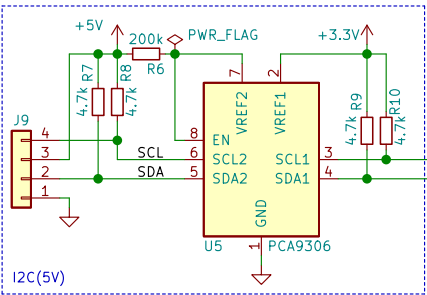 +5V
200k
PWR_FLAG
R6
+3.3V
R7
4.7k
R8
4.7k
7
2
VREF2
VREF1
R9
4.7k
R10
4.7k
J9
4
3
2
1
8
EN
SCL
6
SCL2
SCL1
3
SDA
5
SDA2
SDA1
4
GND
U5
1
PCA9306
I2C(5V)